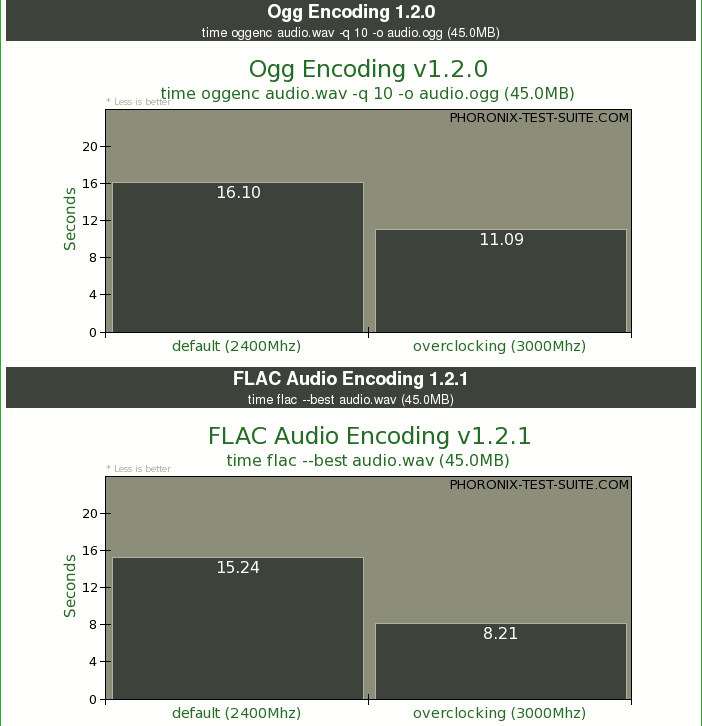 Ogg Encoding 1.2.0
time oggenc audio.wav -q 10 -o audio.ogg (45.0MB)
Ogg Encoding v1.2.0
time oggenc audio.wav -q 10 -o audio.ogg (45.0MB)
* Less is better
PHORONIX-TEST-SUITE.COM
20
16
16.10
12
11.09
8
4
0
Seconds
default (2400Mhz)
overclocking (3000Mhz)
FLAC Audio Encoding 1.2.1
time flac --best audio.wav (45.0MB)
FLAC Audio Encoding v1.2.1
time flac --best audio.wav (45.0MB)
* Less is better
PHORONIX-TEST-SUITE.COM
20
16
15.24
12
8
8.21
4
0
Seconds
default (2400Mhz)
overclocking (3000Mhz)